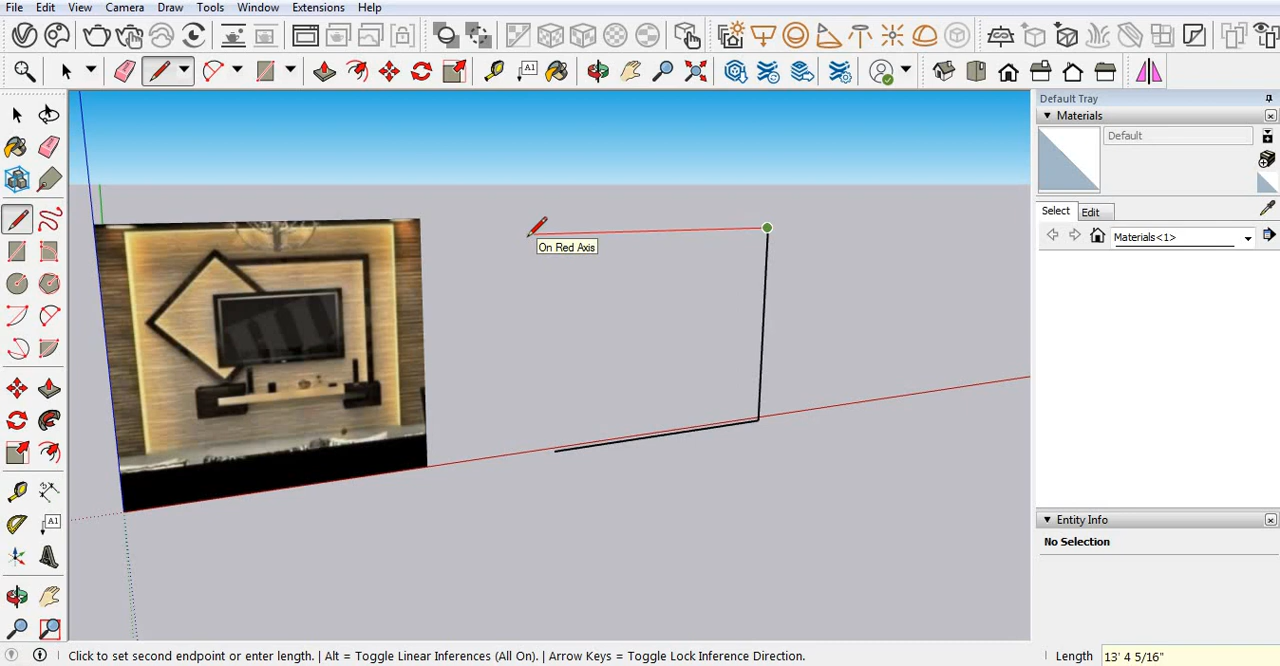 File Edit View Camera Draw Tools Window Extensions Help
A1
Default Tray
Materials
Default
On Red Axis
Select Edit
Materials<1>
A1
Entity Info
No Selection
Click to set second endpoint or enter length. | Alt = Toggle Linear Inferences (All On). | Arrow Keys = Toggle Lock Inference Direction.
Length 13' 4 5/16"